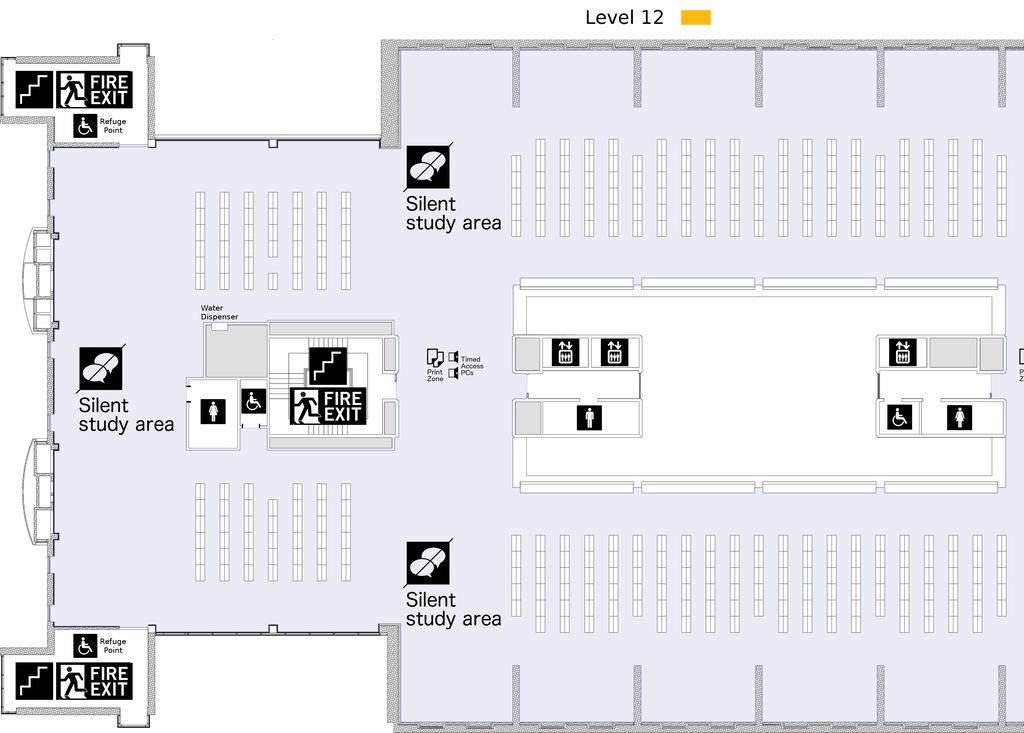 Level 12
FIRE
EXIT
Refuge
Point
Silent
study area
Water
Dispenser
Silent
study area
FIRE
EXIT
Print
Zone
Timed
Access
PCs
Silent
study area
Refuge
Point
FIRE
EXIT